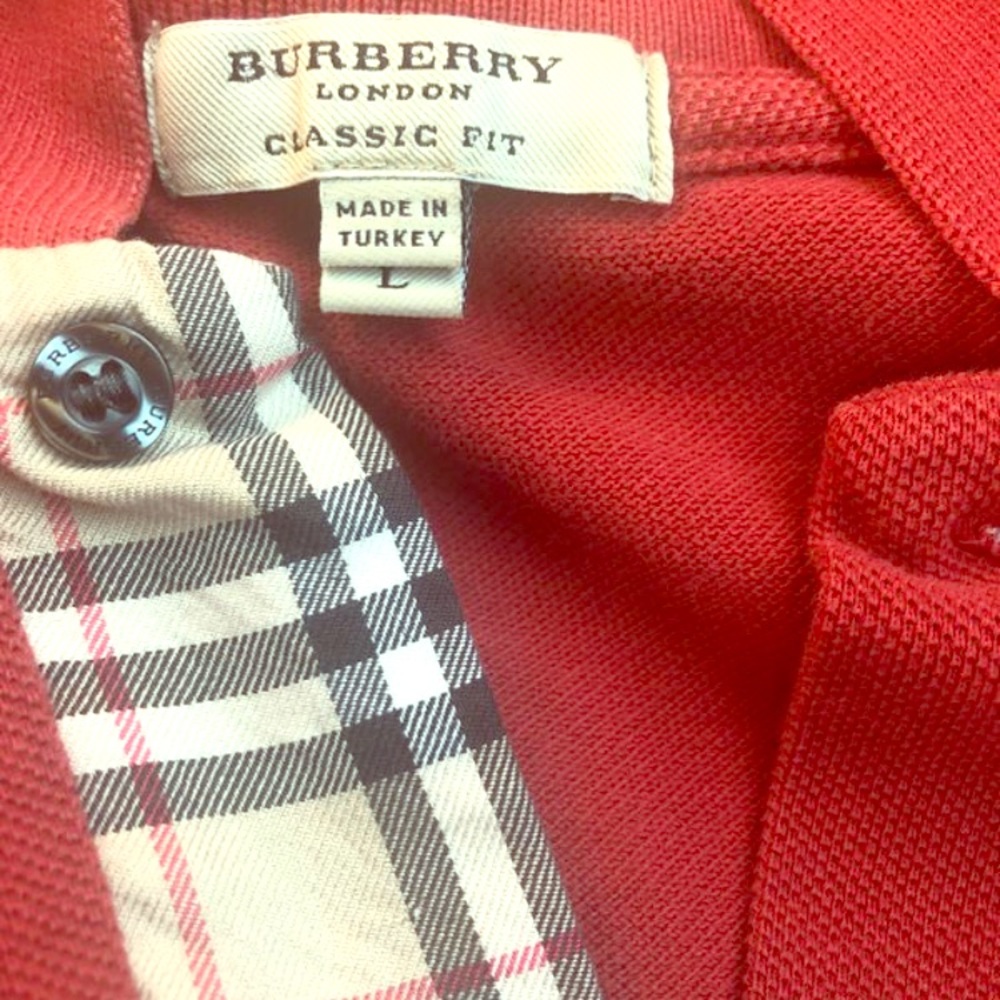 BURBERRY
LONDON
CLASSIC FIT
MADE IN
TURKEY
L